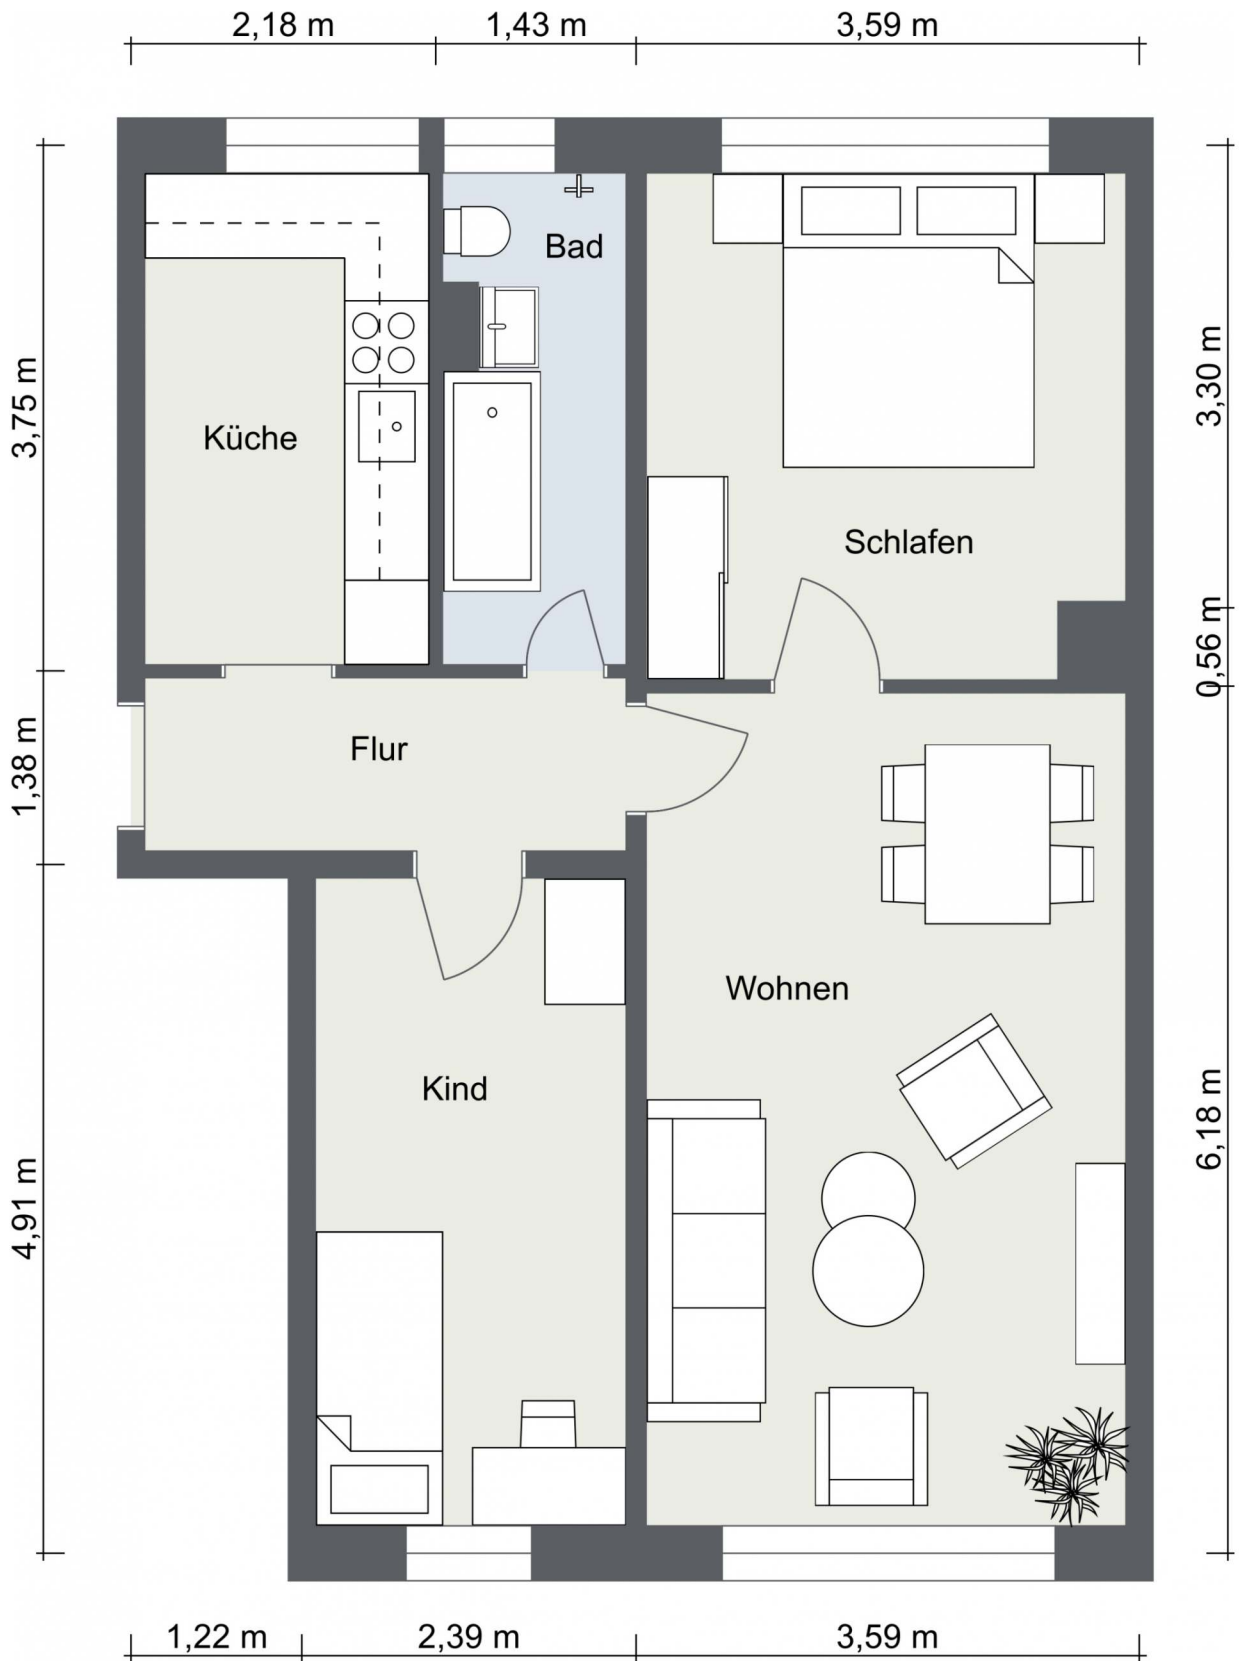 2,18 m
1,43 m
3,59 m
3,75 m
3,30 m
Bad
Küche
Schlafen
0,56 m
1,38 m
Flur
Wohnen
Kind
4,91 m
6,18 m
1,22 m
2,39 m
3,59 m